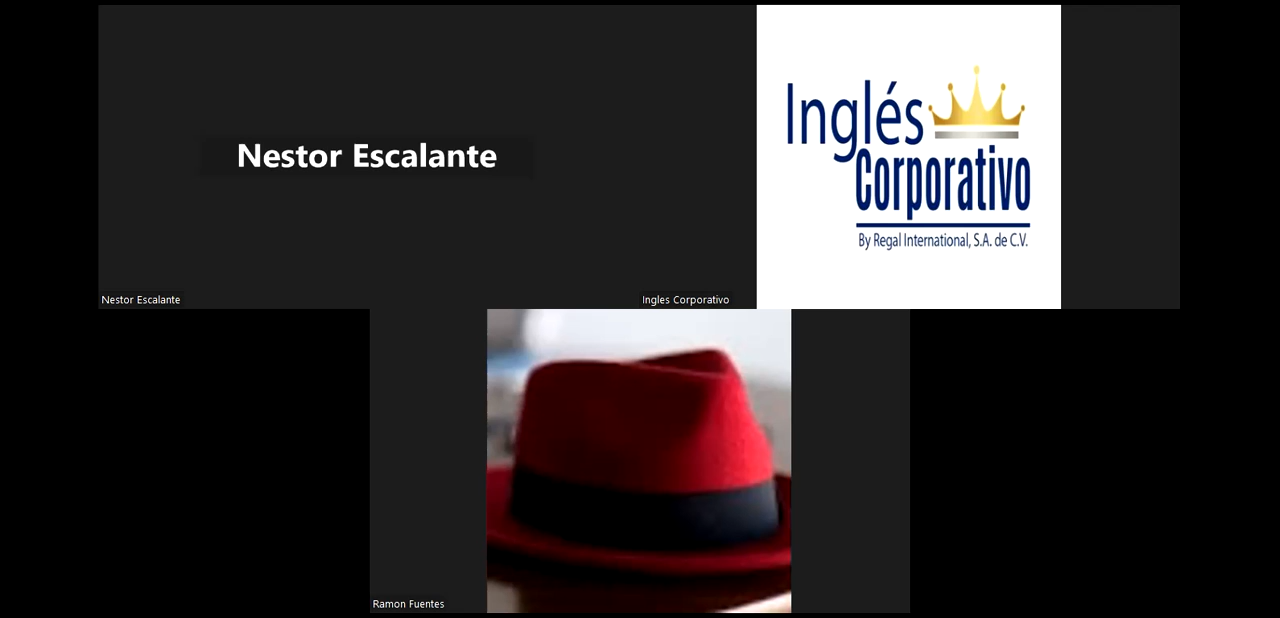 Nestor Escalante
Nestor Escalante
Inglés
Corporativo
By Regal International, S.A. de C.V.
Ingles Corporativo
Ramon Fuentes